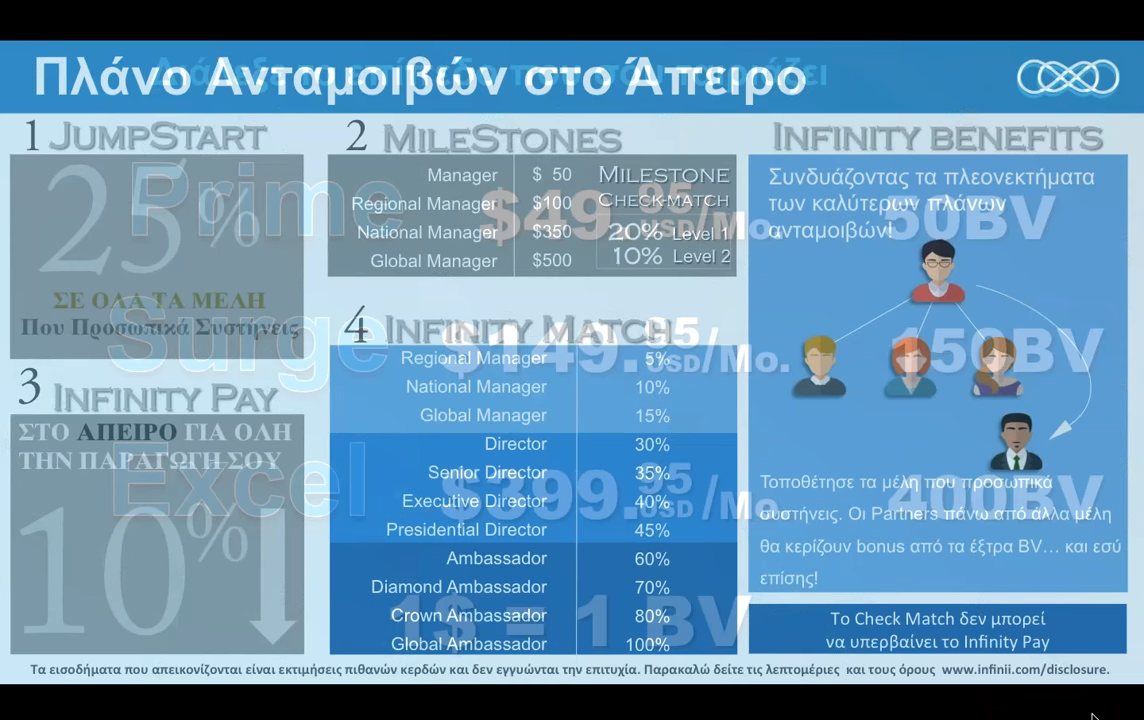 Πλάνο Ανταμοιβών στο Άπειρο
1 JUMPSTART
25%
ΣΕ ΟΛΑ ΤΑ ΜΕΛΗ
Που Προσωπικά Συστήνεις
2 MILESTONES
Manager $ 50
Regional Manager $100
National Manager $350
Global Manager $500
MILESTONE
CHECK-MATCH
20% Level 1
10% Level 2
3 INFINITY PAY
ΣΤΟ ΑΠΕΙΡΟ ΓΙΑ ΟΛΗ
ΤΗΝ ΠΑΡΑΓΩΓΗ ΣΟΥ
10%
4 INFINITY MATCH
Regional Manager 5%
National Manager 10%
Global Manager 15%
Director 30%
Senior Director 35%
Executive Director 40%
Presidential Director 45%
Ambassador 60%
Diamond Ambassador 70%
Crown Ambassador 80%
Global Ambassador 100%
INFINITY BENEFITS
Συνδυάζοντας τα πλεονεκτήματα
των καλύτερων πλάνων
ανταμοιβών!
Τοποθέτησε τα μέλη που προσωπικά
συστήνεις. Οι Partners πάνω από άλλα μέλη
θα κερίζουν bonus από τα έξτρα BV... και εσύ
επίσης!
Το Check Match δεν μπορεί
να υπερβαίνει το Infinity Pay
Prime $49.95 USD/Mo. 50BV
Surge $149.95 USD/Mo. 150BV
Excel $399.95 USD/Mo. 400BV
1$ = 1 BV
Τα εισοδήματα που απεικονίζονται είναι εκτιμήσεις πιθανών κερδών και δεν εγγυώνται την επιτυχία. Παρακαλώ δείτε τις λεπτομέριες και τους όρους www.infinii.com/disclosure.